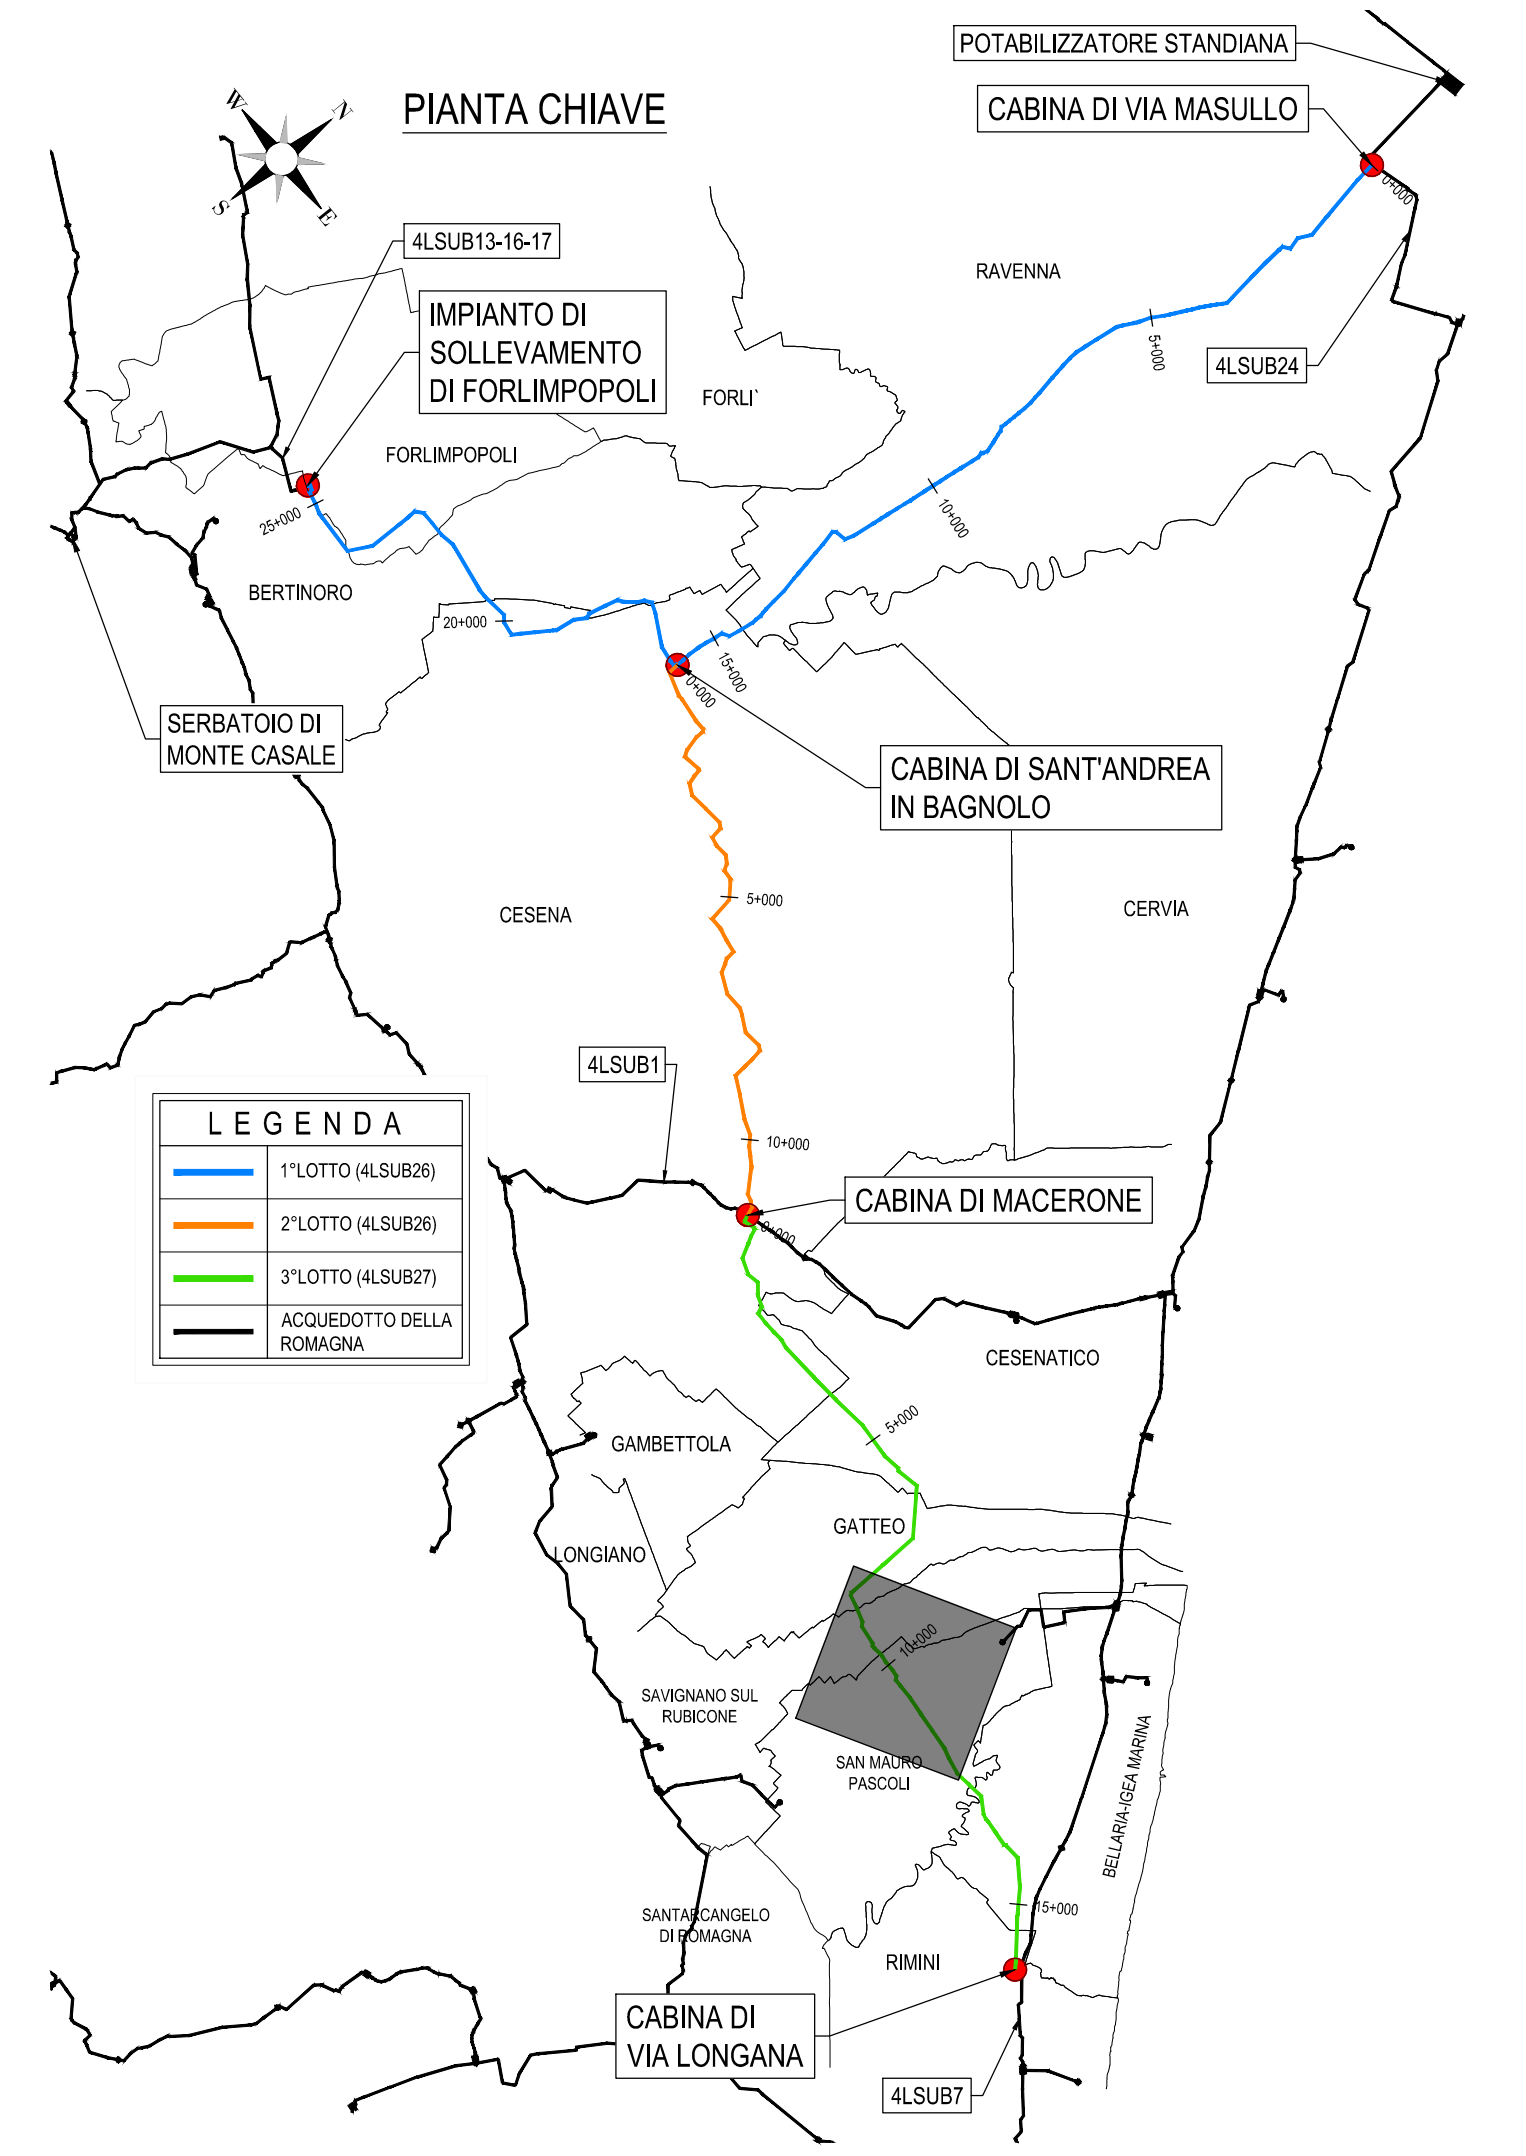 POTABILIZZATORE STANDIANA
PIANTA CHIAVE
CABINA DI VIA MASULLO
W
N
S
E
0+000
4LSUB13-16-17
RAVENNA
IMPIANTO DI
SOLLEVAMENTO
DI FORLIMPOPOLI
5+000
4LSUB24
FORLI`
FORLIMPOPOLI
25+000
10+000
BERTINORO
20+000
15+000
0+000
SERBATOIO DI
MONTE CASALE
CABINA DI SANT'ANDREA
IN BAGNOLO
5+000
CESENA
CERVIA
4LSUB1
LEGENDA
1°LOTTO (4LSUB26)
2°LOTTO (4LSUB26)
3°LOTTO (4LSUB27)
ACQUEDOTTO DELLA
ROMAGNA
10+000
CABINA DI MACERONE
0+000
CESENATICO
5+000
GAMBETTOLA
GATTEO
LONGIANO
10+000
SAVIGNANO SUL
RUBICONE
SAN MAURO
PASCOLI
BELLARIA-IGEA MARINA
15+000
SANTARCANGELO
DI ROMAGNA
RIMINI
CABINA DI
VIA LONGANA
4LSUB7